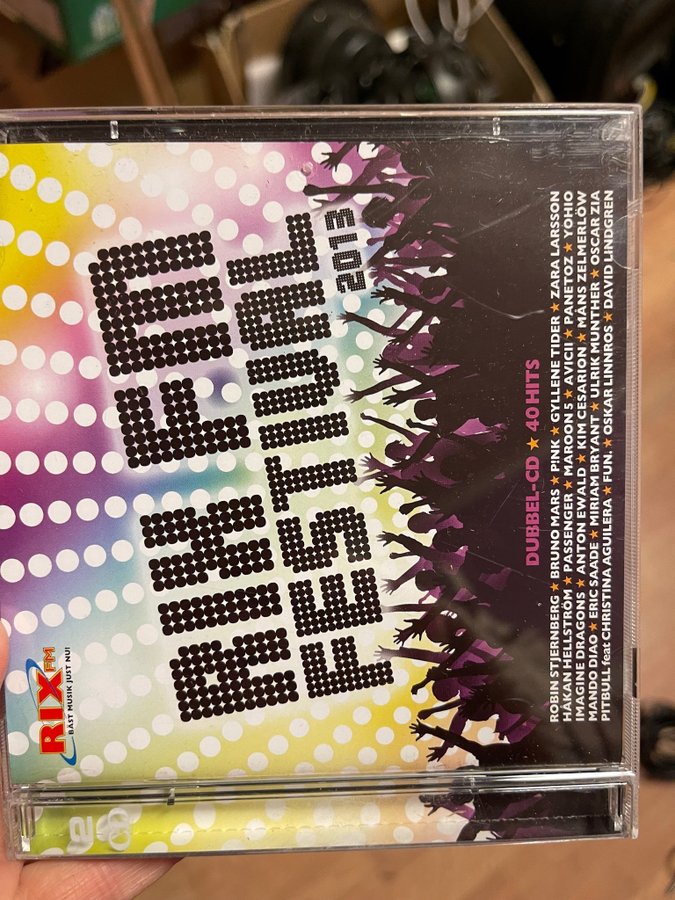 RIX FM
BÄST MUSIK JUST NU!
RIX FM
FESTIVAL
2013
DUBBEL-CD ★ 40 HITS
ROBIN STJERNBERG ★ BRUNO MARS ★ PINK ★ GYLLENE TIDER ★ ZARA LARSSON
HÅKAN HELLSTRÖM ★ PASSENGER ★ MAROON 5 ★ AVICII ★ PANETOZ ★ YOHIO
IMAGINE DRAGONS ★ ANTON EWALD ★ KIM CESARION ★ MÅNS ZELMERLÖW
MANDO DIAO ★ ERIC SAADE ★ MIRIAM BRYANT ★ ULRIK MUNTHER ★ OSCAR ZIA
PITBULL feat CHRISTINA AGUILERA ★ FUN. ★ OSKAR LINNROS ★ DAVID LINDGREN
2